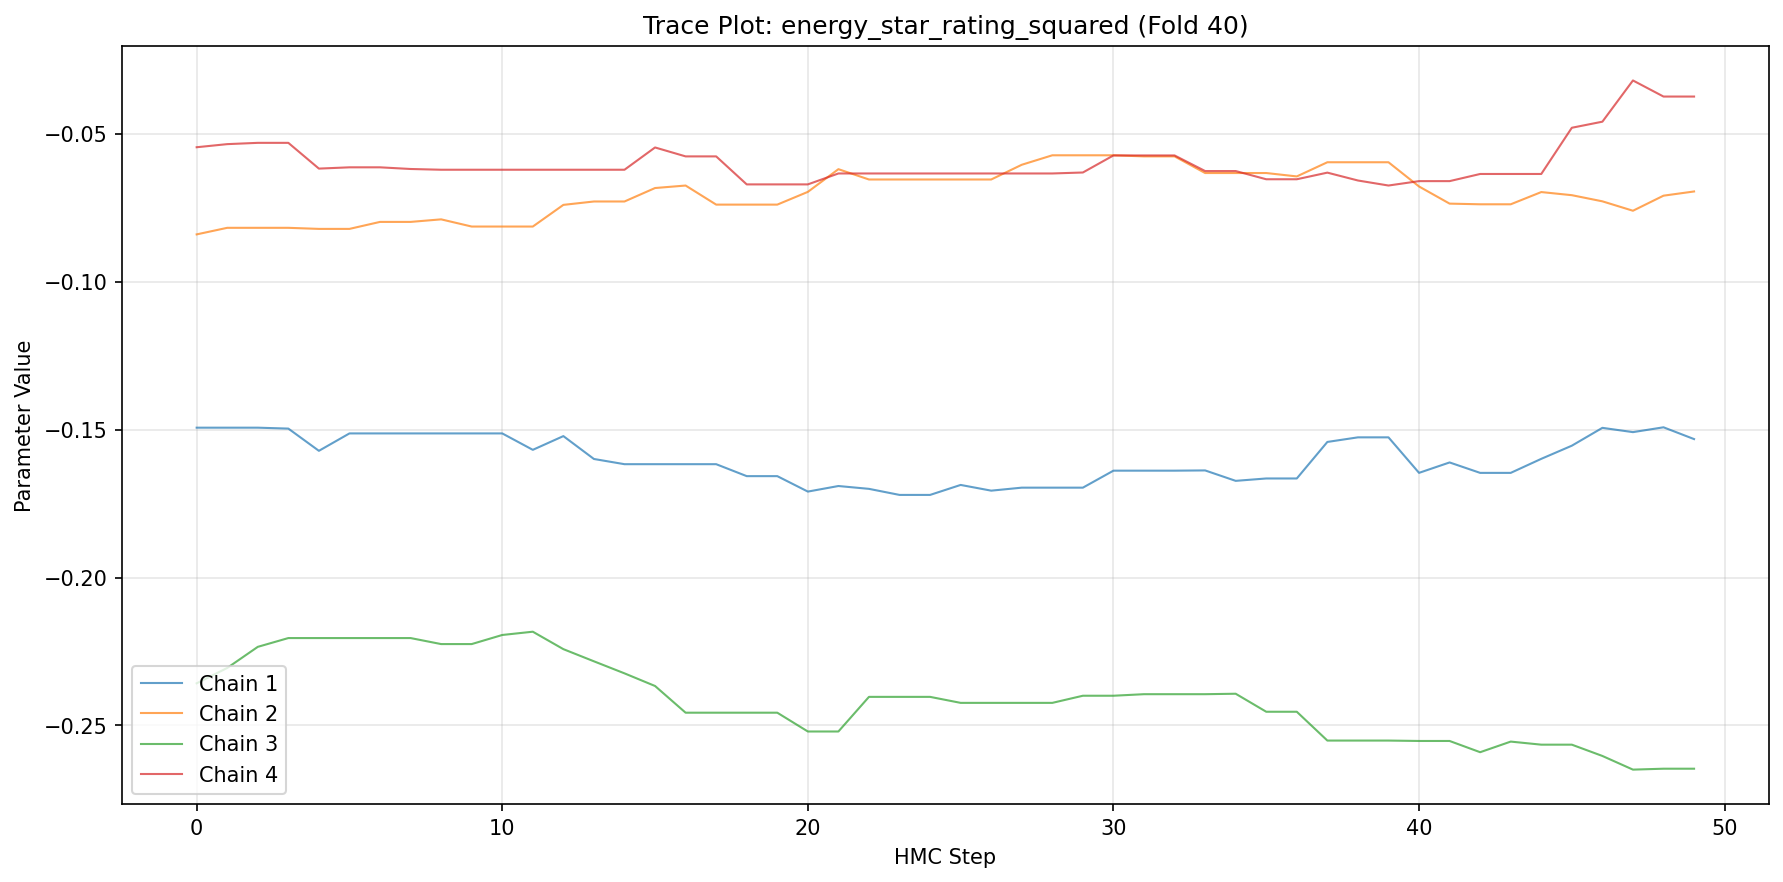 Trace Plot: energy_star_rating_squared (Fold 40)
Parameter Value
−0.05
−0.10
−0.15
−0.20
−0.25
Chain 1
Chain 2
Chain 3
Chain 4
0 10 20 30 40 50
HMC Step